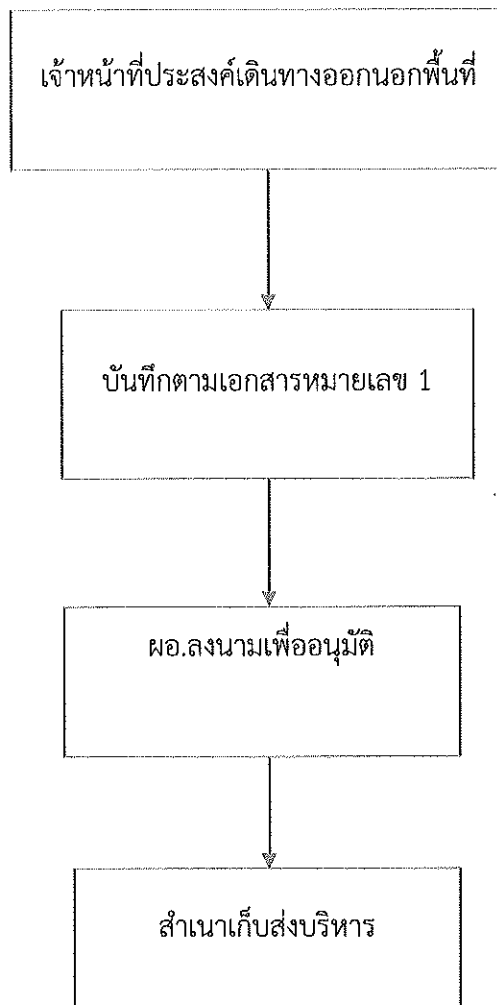 เจ้าหน้าที่ประสงค์เดินทางออกนอกพื้นที่
บันทึกตามเอกสารหมายเลข 1
ผอ.ลงนามเพื่ออนุมัติ
สำเนาเก็บส่งบริหาร